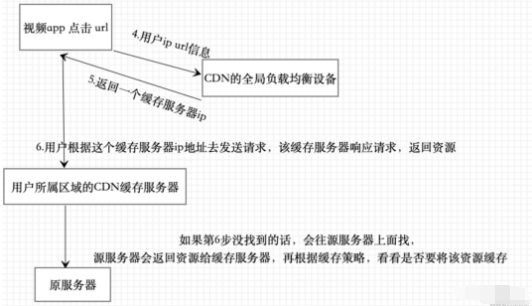 视频app 点击 url
4.用户ip url信息
CDN的全局负载均衡设备
5.返回一个缓存服务器ip
6.用户根据这个缓存服务器ip地址去发送请求，该缓存服务器响应请求，返回资源
用户所属区域的CDN缓存服务器
如果第6步没找到的话，会往源服务器上面找，
源服务器会返回资源给缓存服务器，再根据缓存策略，看看是否要将该资源缓存
原服务器